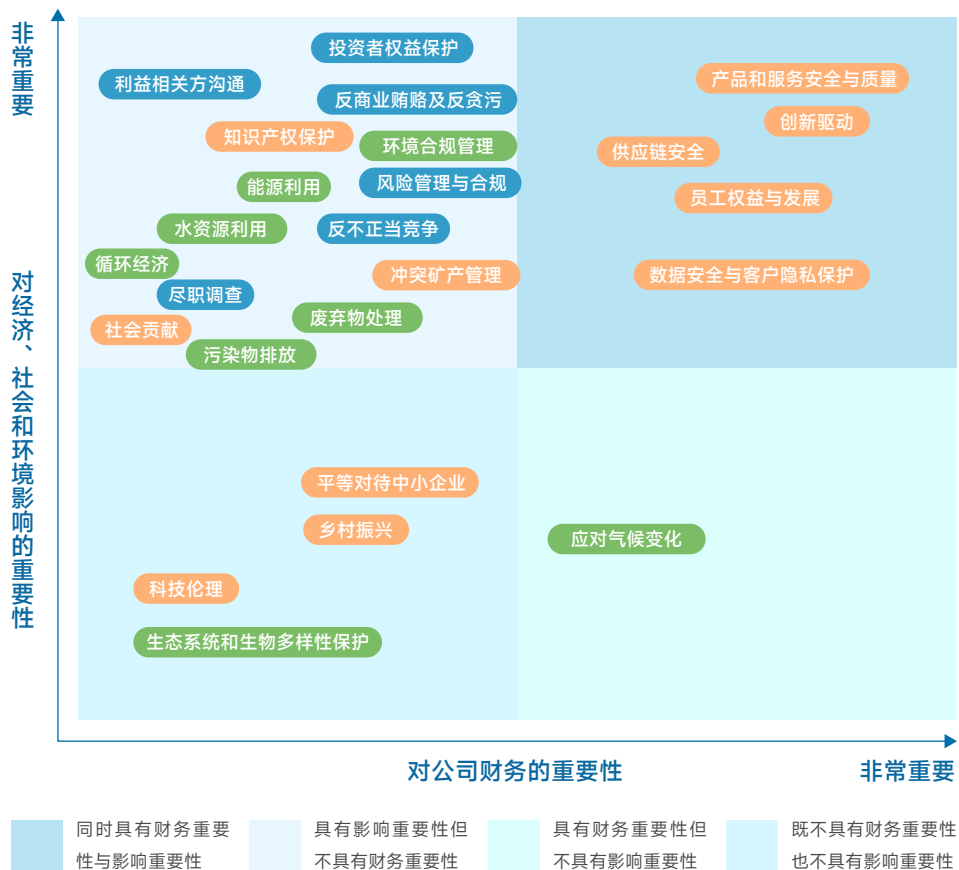 非常重要
对经济、社会和环境影响的重要性
投资者权益保护
利益相关方沟通
反商业贿赂及反贪污
知识产权保护
环境合规管理
能源利用
风险管理与合规
水资源利用
反不正当竞争
循环经济
冲突矿产管理
尽职调查
废弃物处理
社会贡献
污染物排放
产品和服务安全与质量
创新驱动
供应链安全
员工权益与发展
数据安全与客户隐私保护
平等对待中小企业
乡村振兴
科技伦理
生态系统和生物多样性保护
应对气候变化
对公司财务的重要性
非常重要
同时具有财务重要
性与影响重要性
具有影响重要性但
不具有财务重要性
具有财务重要性但
不具有影响重要性
既不具有财务重要性
也不具有影响重要性